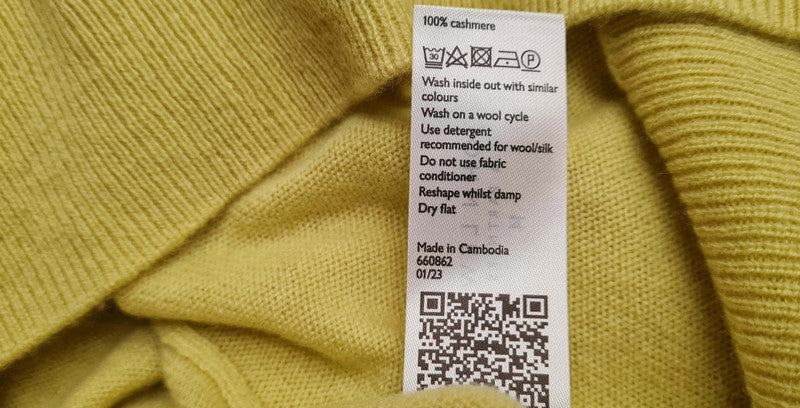 100% cashmere
30 P
Wash inside out with similar
colours
Wash on a wool cycle
Use detergent
recommended for wool/silk
Do not use fabric
conditioner
Reshape whilst damp
Dry flat
Made in Cambodia
660862
01/23